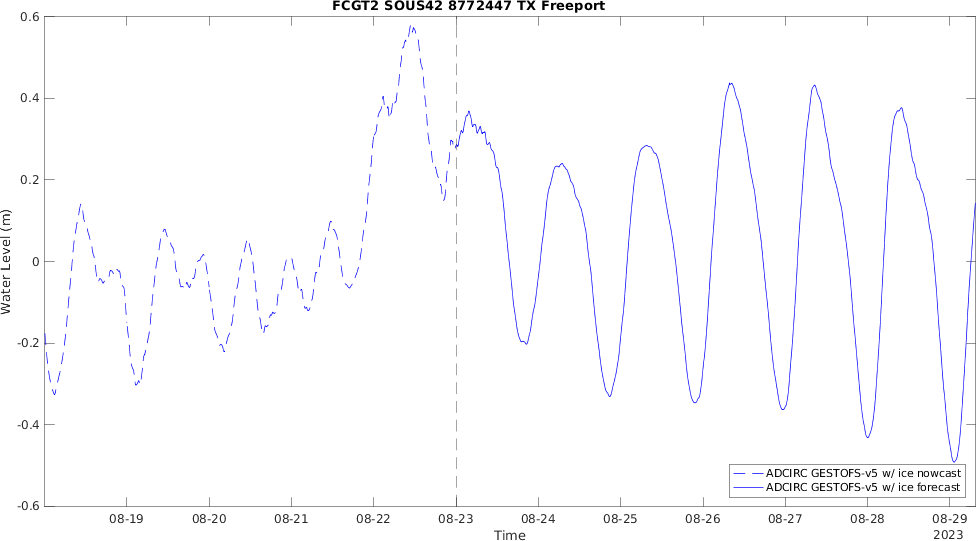 FCGT2 SOUS42 8772447 TX Freeport
0.6
0.4
0.2
0
-0.2
-0.4
-0.6
Water Level (m)
08-19 08-20 08-21 08-22 08-23 08-24 08-25 08-26 08-27 08-28 08-29
2023
Time
ADCIRC GESTOFS-v5 w/ ice nowcast
ADCIRC GESTOFS-v5 w/ ice forecast